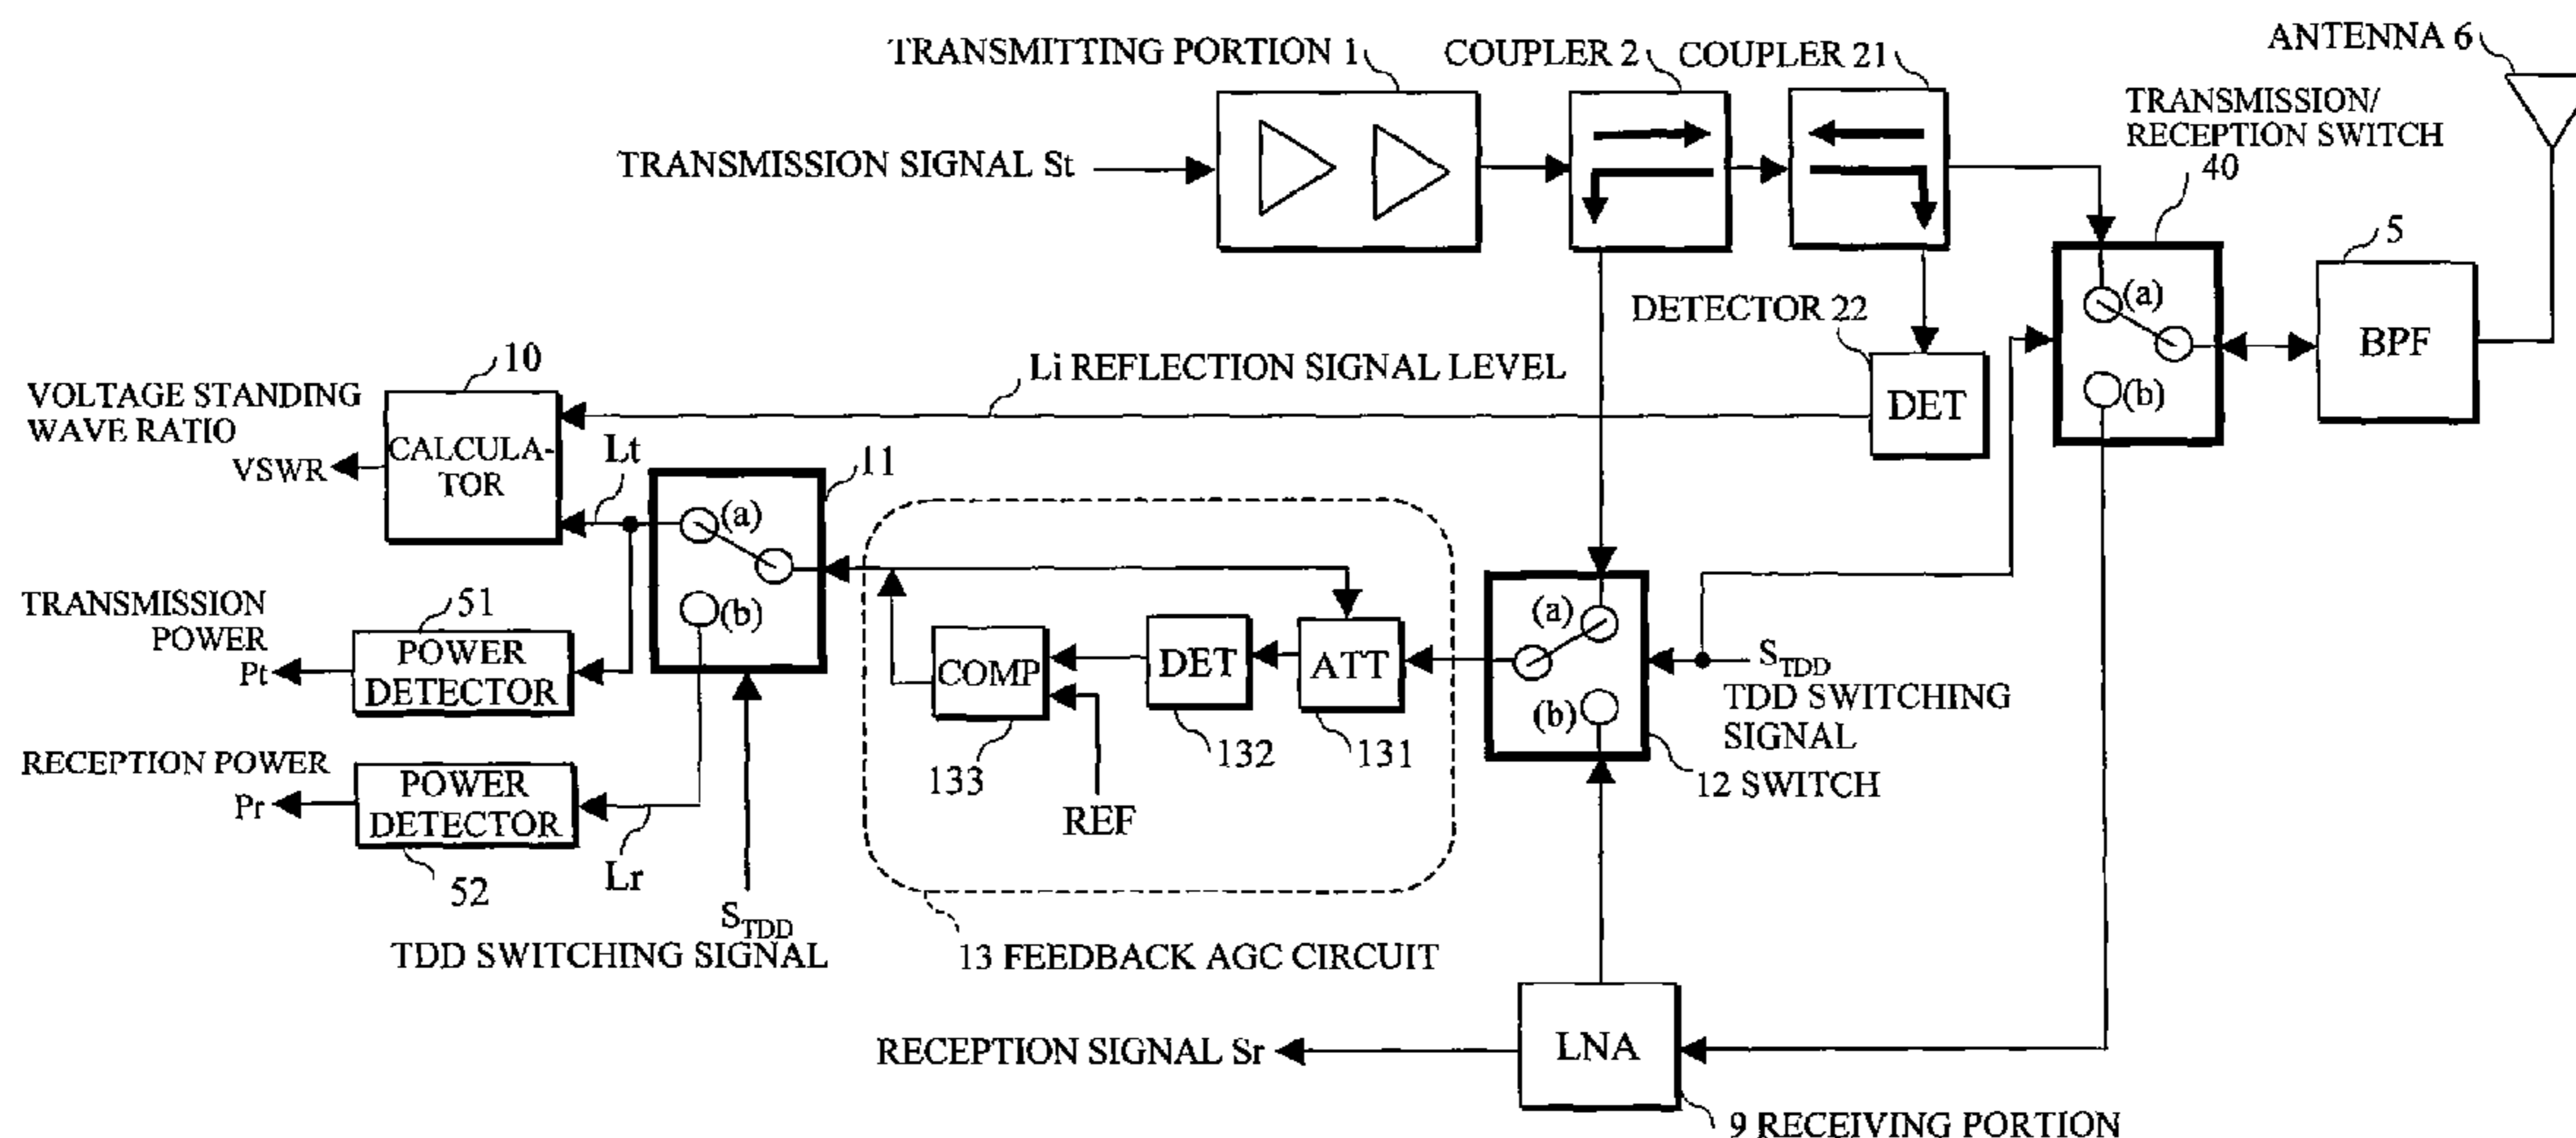 TRANSMITTING PORTION 1
COUPLER 2
COUPLER 21
ANTENNA 6
TRANSMISSION/
RECEPTION SWITCH
40
TRANSMISSION SIGNAL St
5
BPF
(a)
(b)
DETECTOR 22
DET
Li REFLECTION SIGNAL LEVEL
10
VOLTAGE STANDING
WAVE RATIO
VSWR
CALCULA-
TOR
Lt
11
(a)
(b)
TRANSMISSION
POWER
Pt
51
POWER
DETECTOR
RECEPTION POWER
Pr
POWER
DETECTOR
52
Lr
STDD
TDD SWITCHING SIGNAL
COMP
133
REF
DET
132
ATT
131
13 FEEDBACK AGC CIRCUIT
(a)
(b)
STDD
TDD SWITCHING
SIGNAL
12 SWITCH
RECEPTION SIGNAL Sr
LNA
9 RECEIVING PORTION